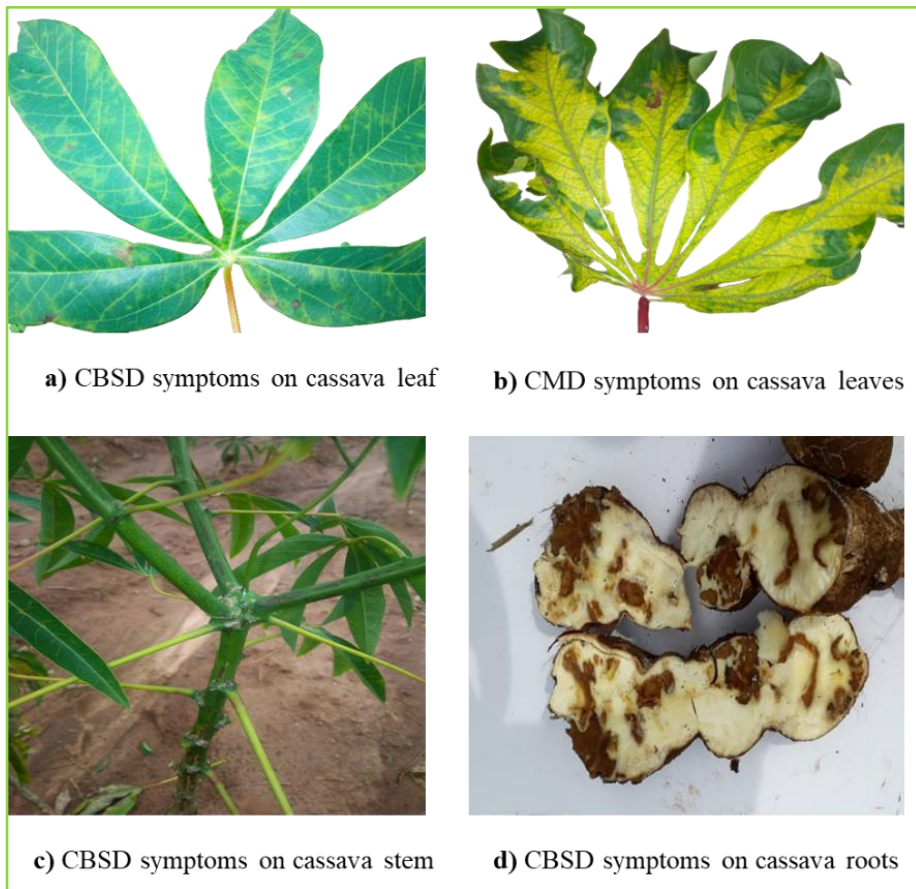 a) CBSD symptoms on cassava leaf
b) CMD symptoms on cassava leaves
c) CBSD symptoms on cassava stem
d) CBSD symptoms on cassava roots